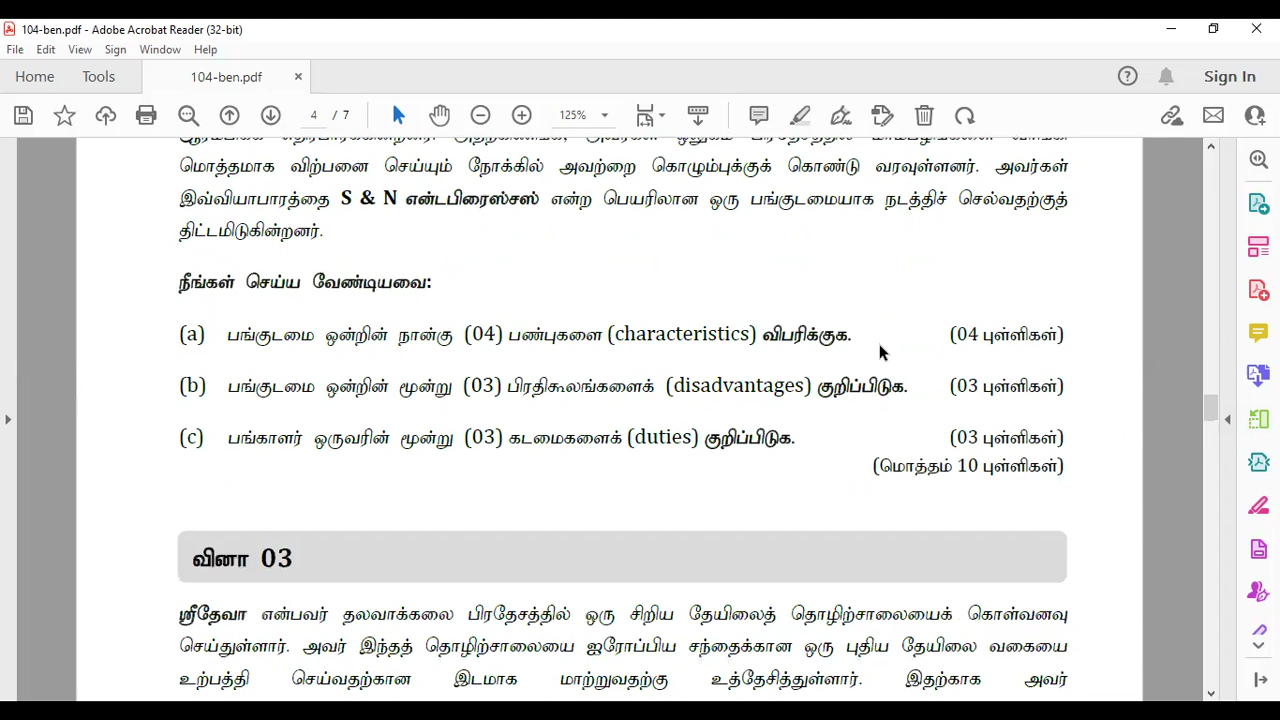 104-ben.pdf - Adobe Acrobat Reader (32-bit)
File Edit View Sign Window Help
Home Tools 104-ben.pdf × Sign In
4 / 7 125%
மொத்தமாக விற்பனை செய்யும் நோக்கில் அவற்றை கொழும்புக்குக் கொண்டு வரவுள்ளனர். அவர்கள்
இவ்வியாபாரத்தை S & N என்டபிரைஸ்சஸ் என்ற பெயரிலான ஒரு பங்குடமையாக நடத்திச் செல்வதற்குத்
திட்டமிடுகின்றனர்.
நீங்கள் செய்ய வேண்டியவை:
(a) பங்குடமை ஒன்றின் நான்கு (04) பண்புகளை (characteristics) விபரிக்குக. (04 புள்ளிகள்)
(b) பங்குடமை ஒன்றின் மூன்று (03) பிரதிகூலங்களைக் (disadvantages) குறிப்பிடுக. (03 புள்ளிகள்)
(c) பங்காளர் ஒருவரின் மூன்று (03) கடமைகளைக் (duties) குறிப்பிடுக. (03 புள்ளிகள்)
(மொத்தம் 10 புள்ளிகள்)
வினா 03
ஸ்ரீதேவா என்பவர் தலவாக்கலை பிரதேசத்தில் ஒரு சிறிய தேயிலைத் தொழிற்சாலையைக் கொள்வனவு
செய்துள்ளார். அவர் இந்தத் தொழிற்சாலையை ஐரோப்பிய சந்தைக்கான ஒரு புதிய தேயிலை வகையை
உற்பத்தி செய்வதற்கான இடமாக மாற்றுவதற்கு உத்தேசித்துள்ளார். இதற்காக அவர்